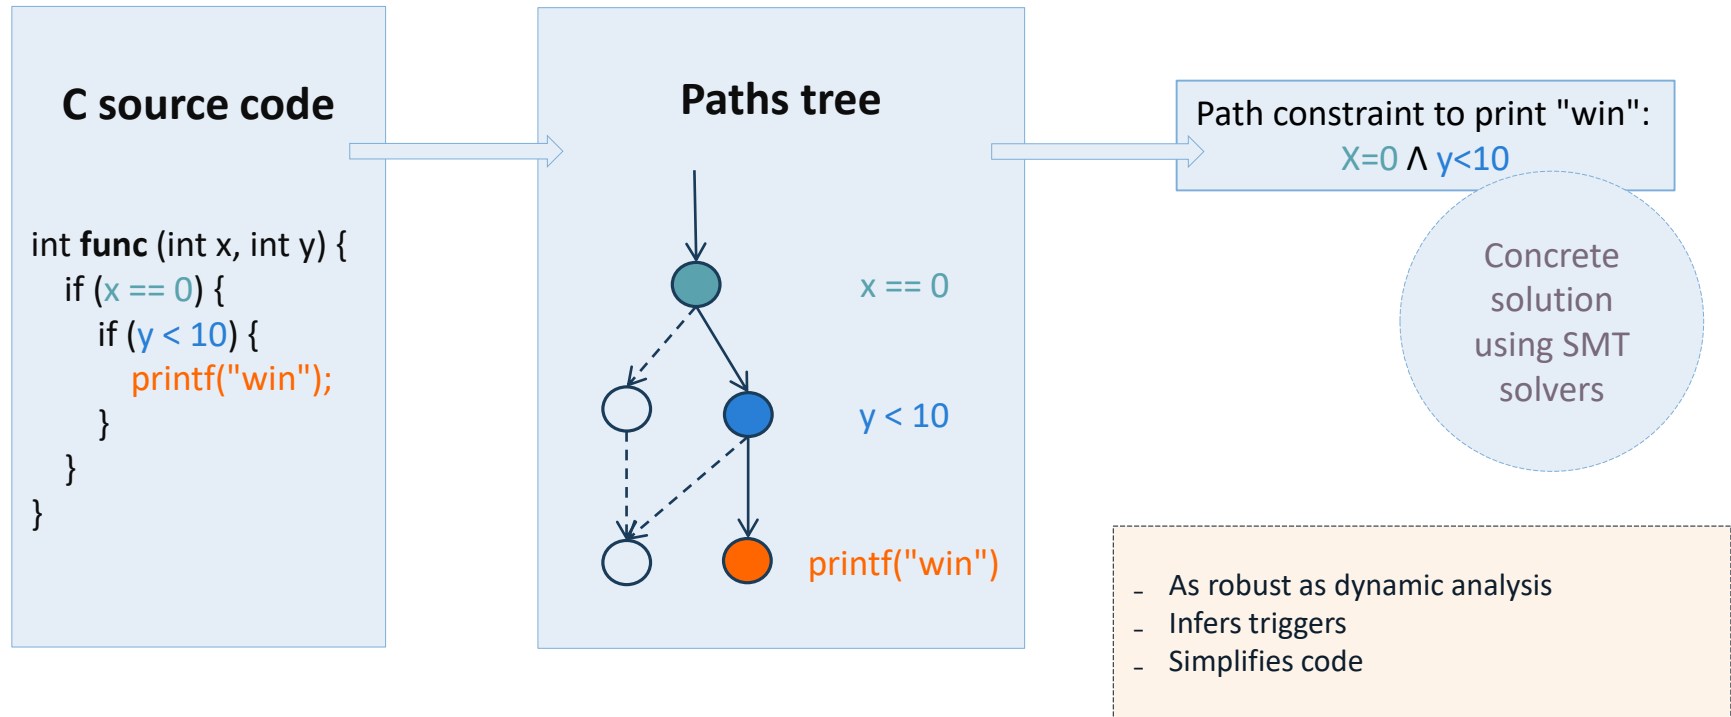 C source code
int func (int x, int y) {
if (x == 0) {
if (y < 10) {
printf("win");
}
}
}
Paths tree
x == 0
y < 10
printf("win")
Path constraint to print "win":
X=0 Λ y<10
Concrete
solution
using SMT
solvers
- As robust as dynamic analysis
- Infers triggers
- Simplifies code